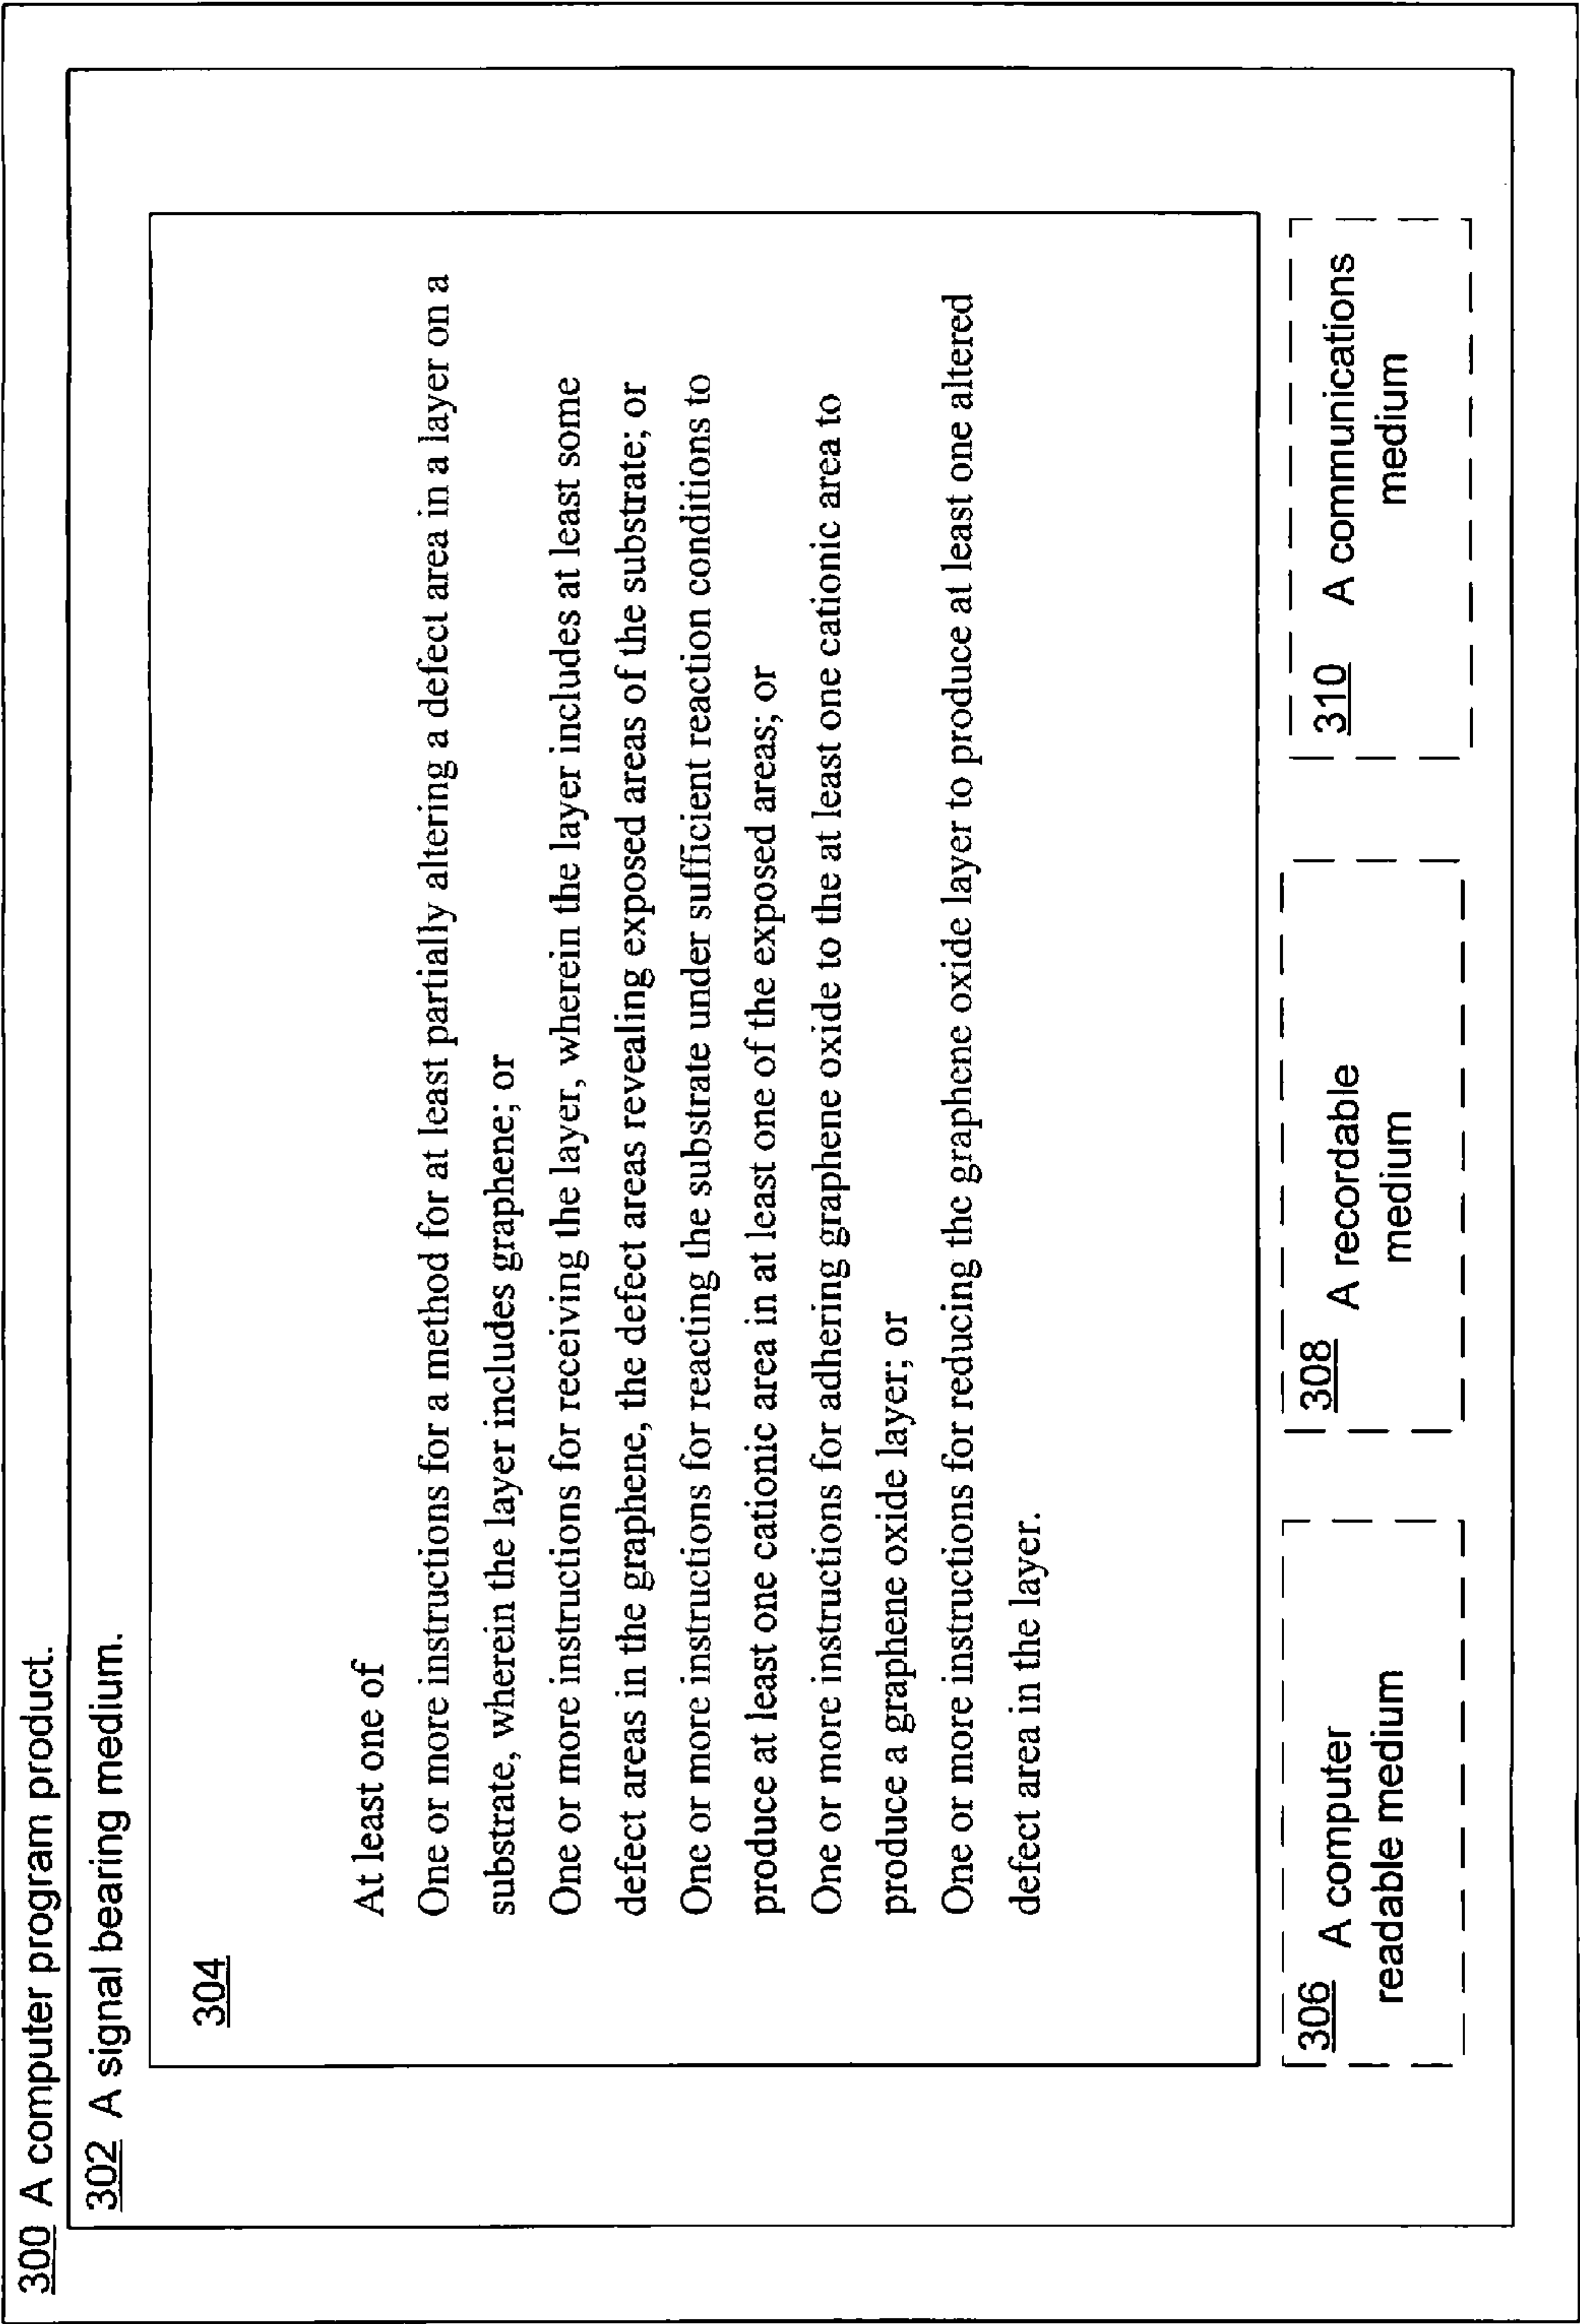 300 A computer program product.
302 A signal bearing medium.
304
At least one of
One or more instructions for a method for at least partially altering a defect area in a layer on a
substrate, wherein the layer includes graphene; or
One or more instructions for receiving the layer, wherein the layer includes at least some
defect areas in the graphene, the defect areas revealing exposed areas of the substrate; or
One or more instructions for reacting the substrate under sufficient reaction conditions to
produce at least one cationic area in at least one of the exposed areas; or
One or more instructions for adhering graphene oxide to the at least one cationic area to
produce a graphene oxide layer; or
One or more instructions for reducing the graphene oxide layer to produce at least one altered
defect area in the layer.
306 A computer
readable medium
308 A recordable
medium
310 A communications
medium